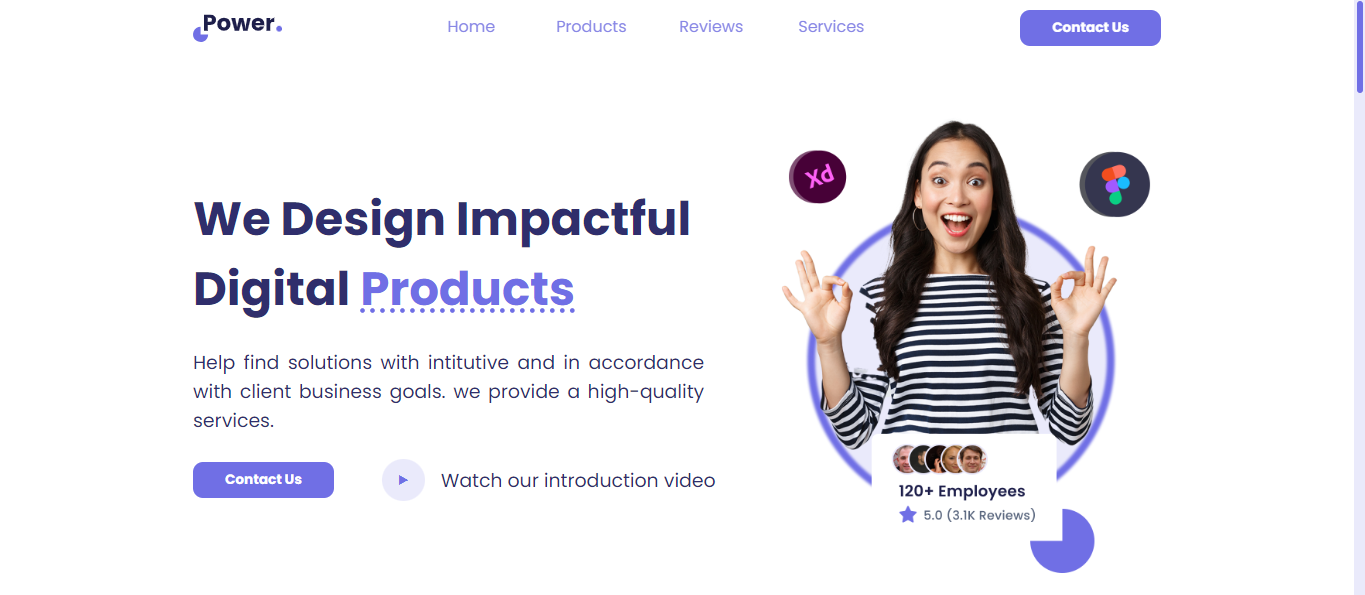 Power.
Home Products Reviews Services
Contact Us
Xd
We Design Impactful
Digital Products
Help find solutions with intitutive and in accordance
with client business goals. we provide a high-quality
services.
Contact Us
Watch our introduction video
120+ Employees
5.0 (3.1K Reviews)